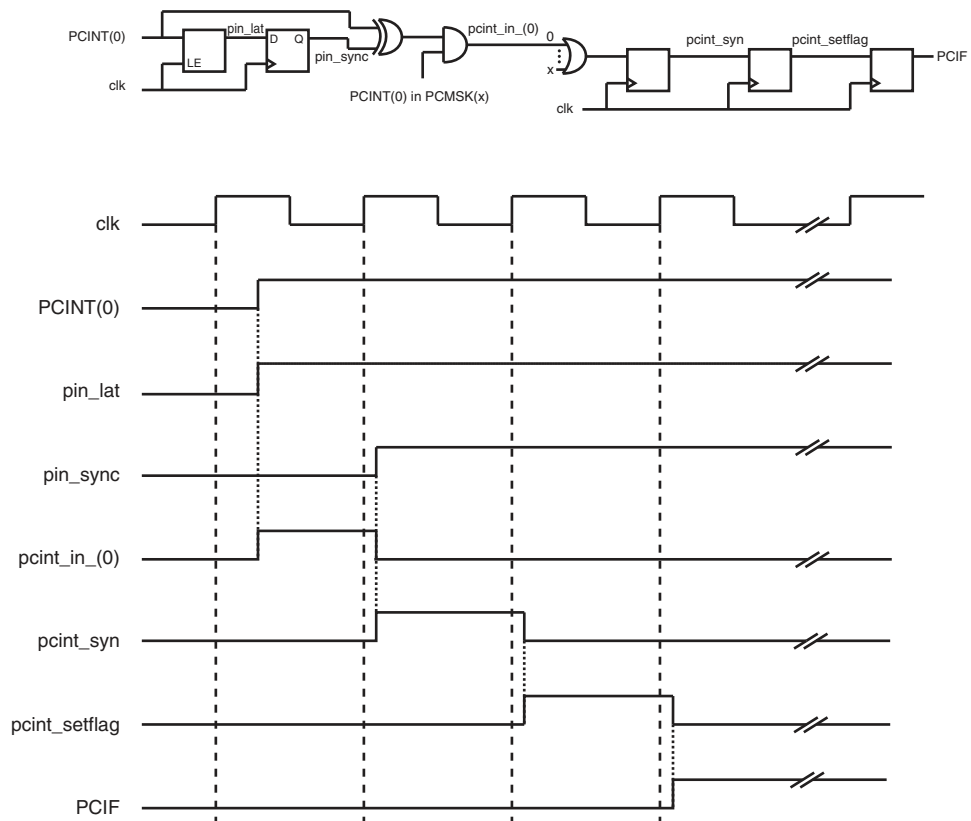 PCINT(0)
pin_lat
D Q
LE
clk
pin_sync
PCINT(0) in PCMSK(x)
pcint_in_(0)
0
x
clk
pcint_syn
pcint_setflag
PCIF
clk
PCINT(0)
pin_lat
pin_sync
pcint_in_(0)
pcint_syn
pcint_setflag
PCIF